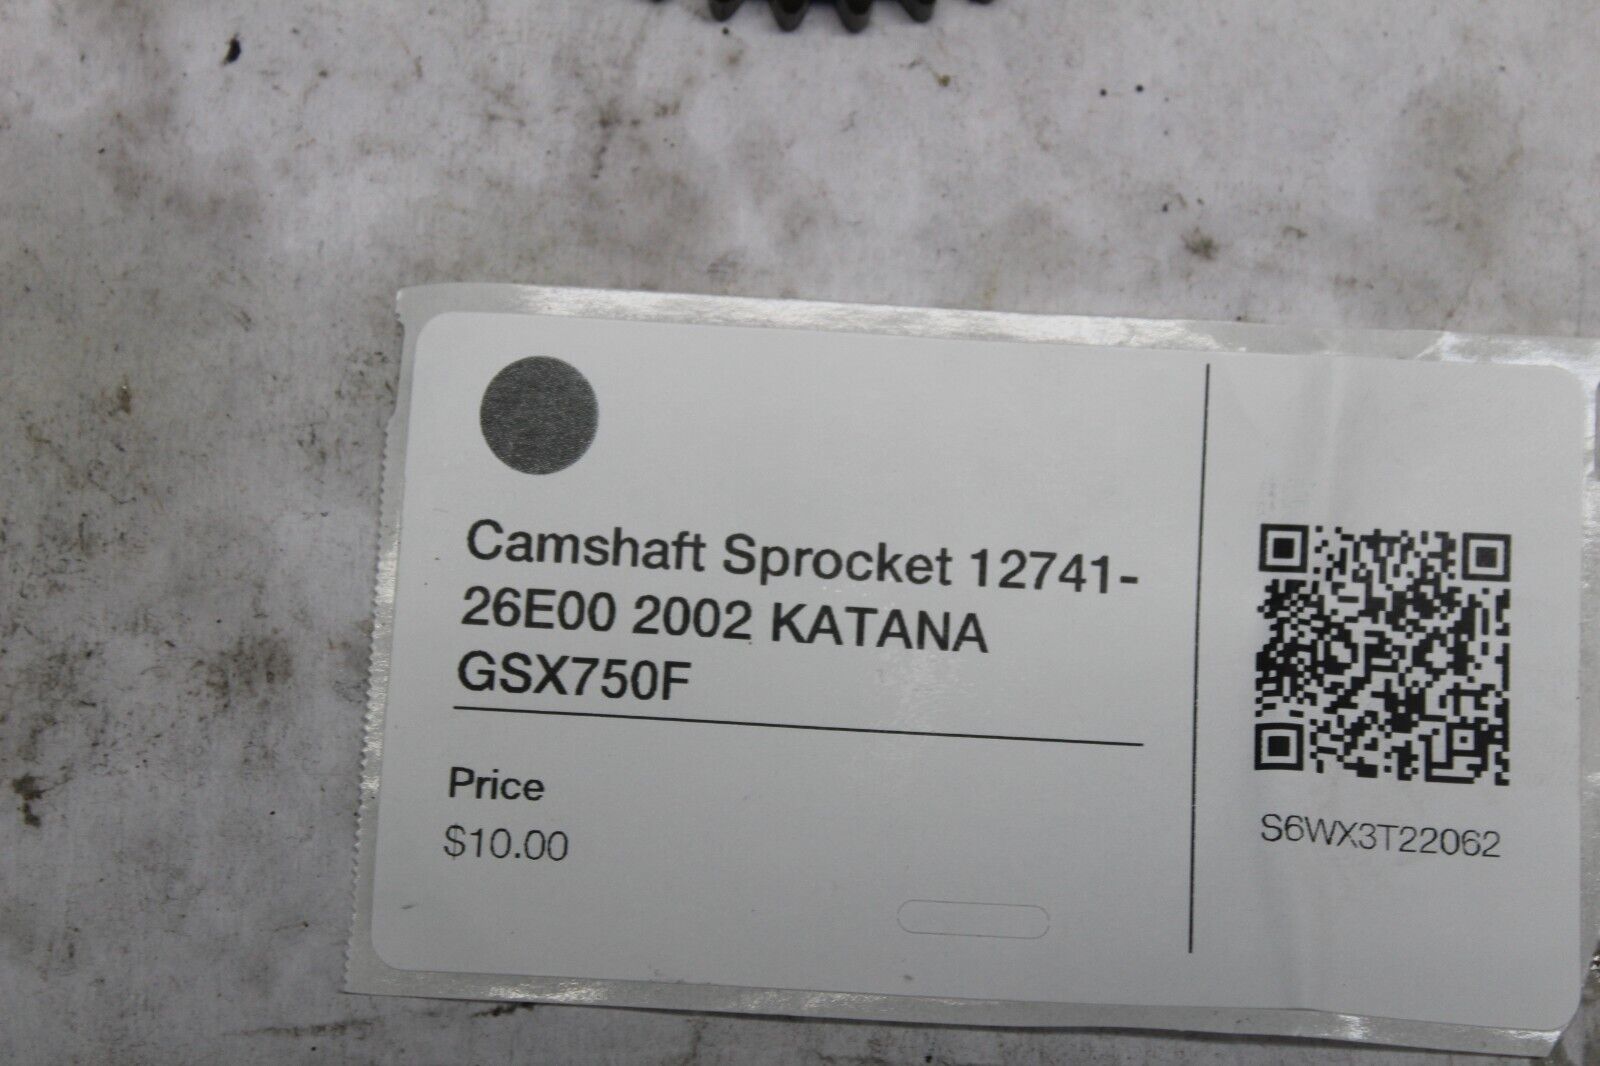 Camshaft Sprocket 12741-
26E00 2002 KATANA
GSX750F
Price
$10.00
S6WX3T22062